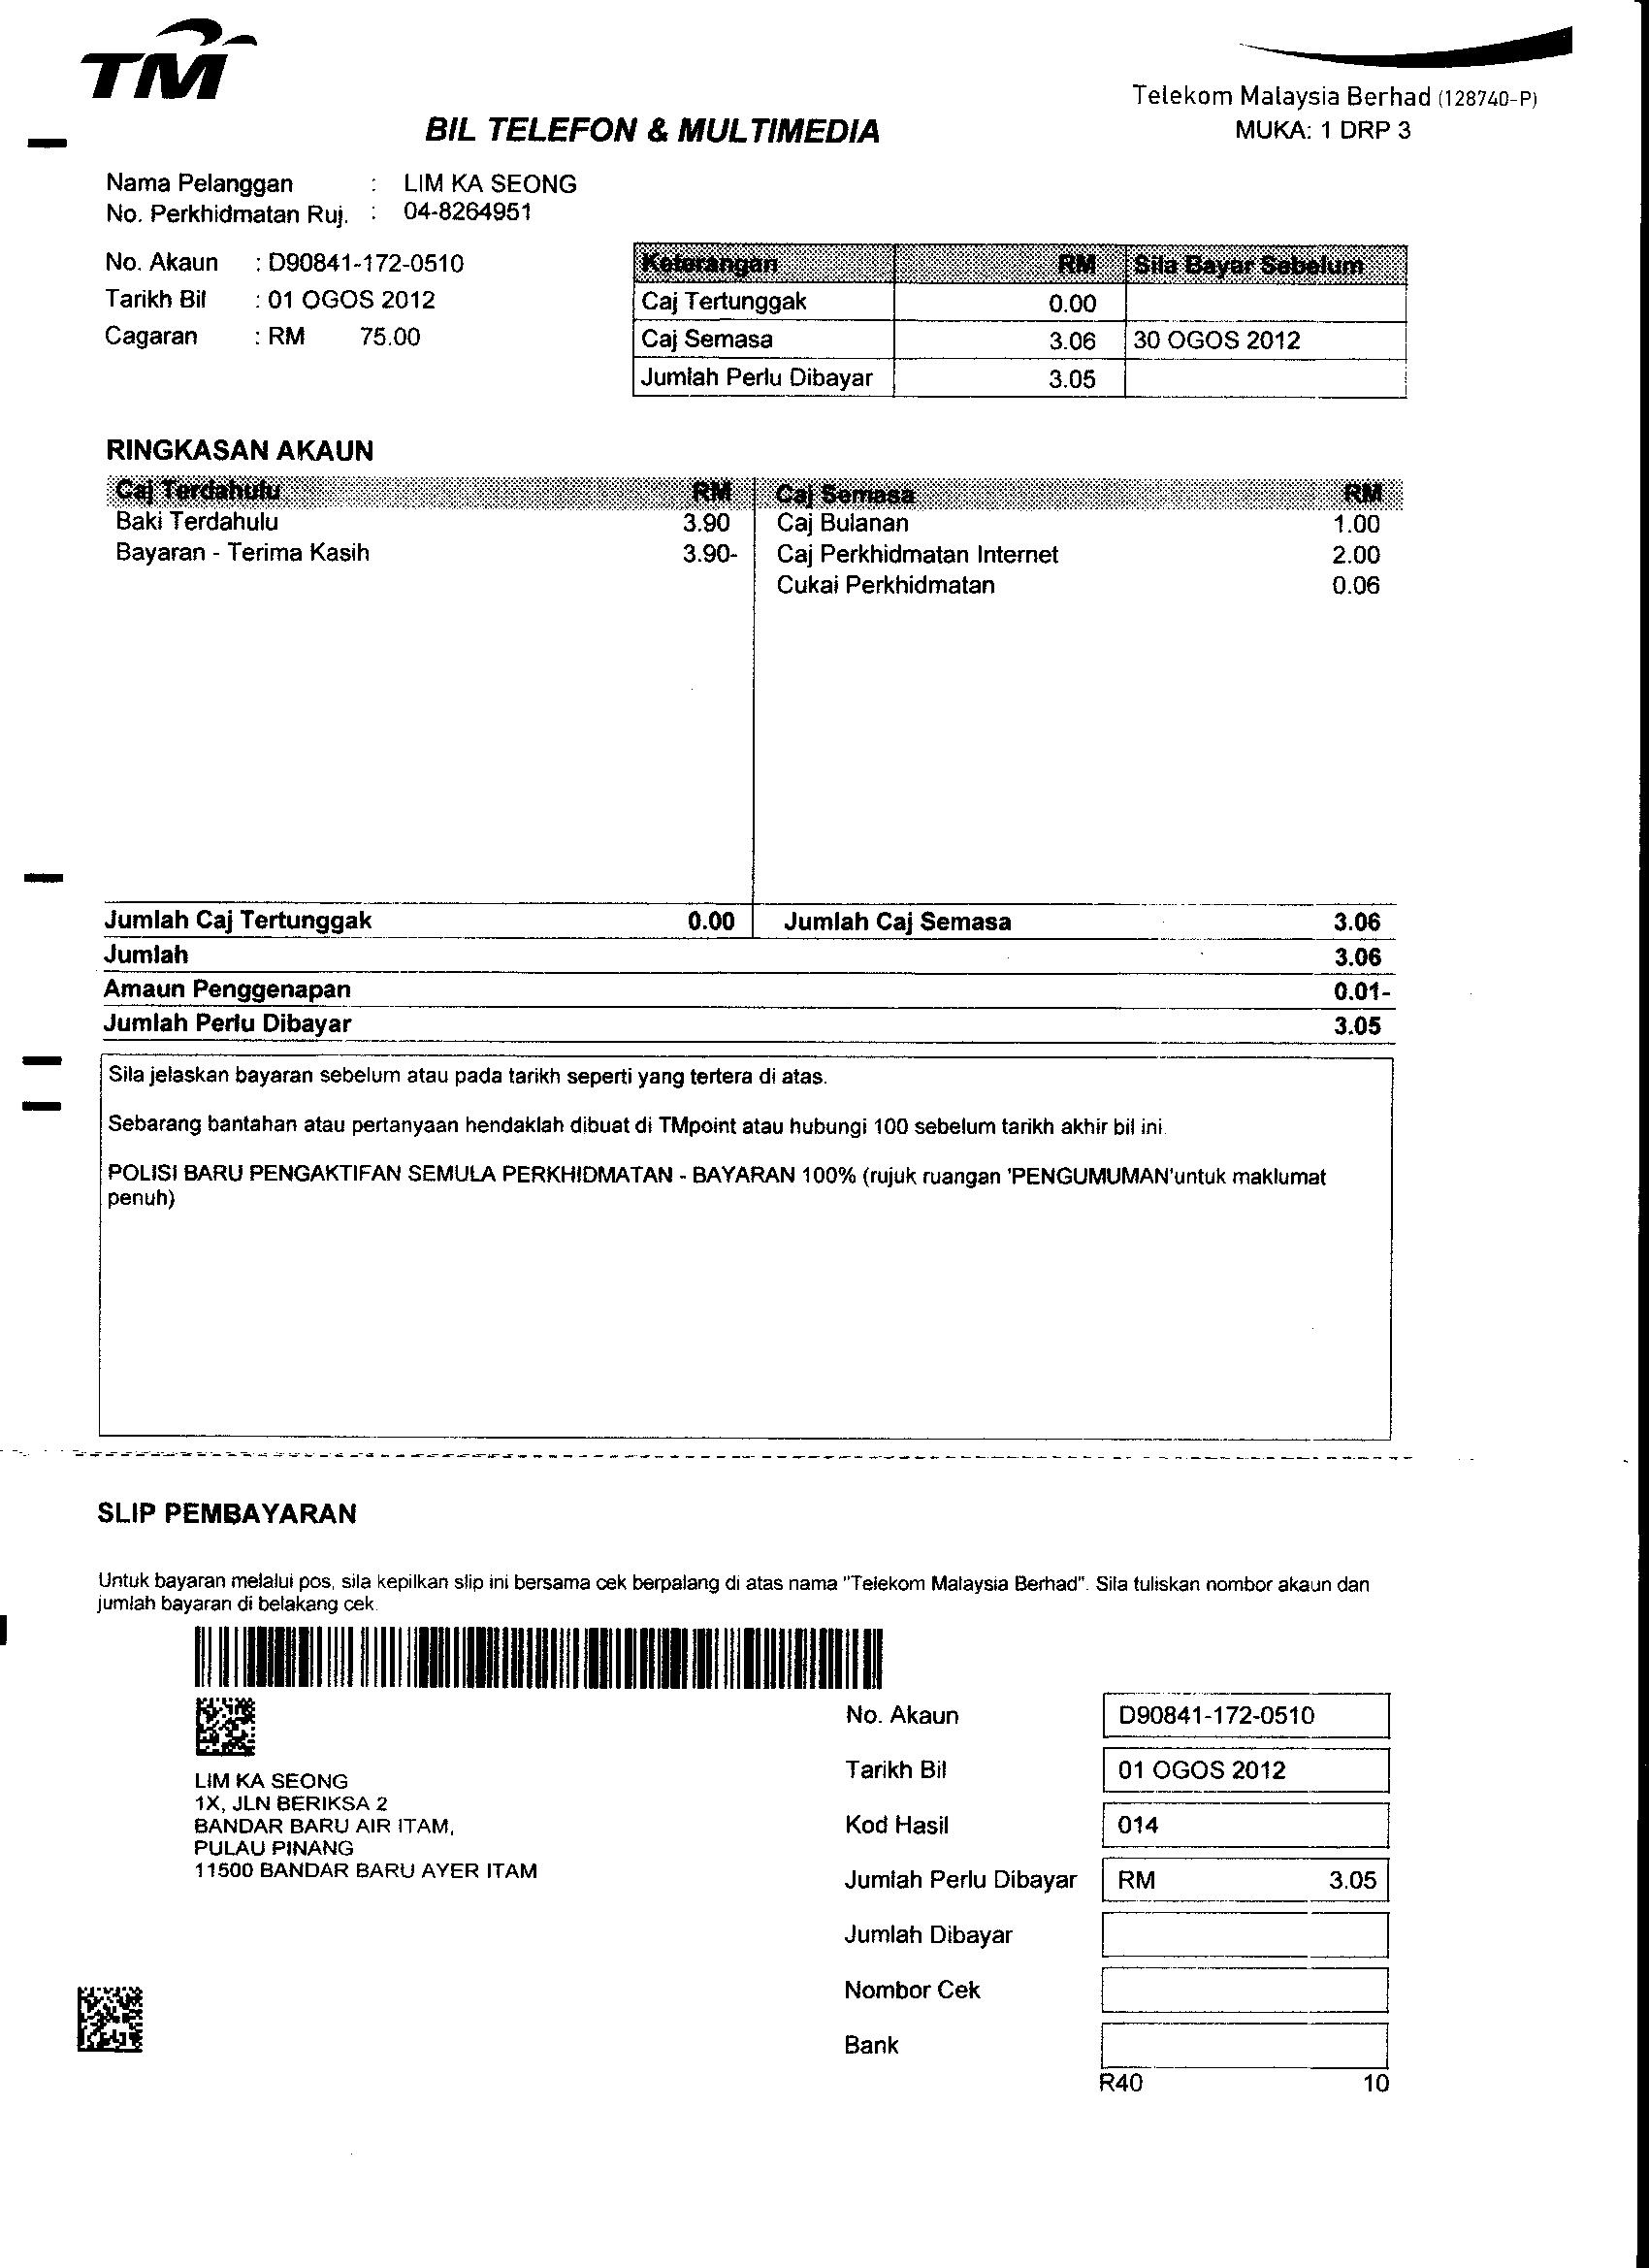 TM
Telekom Malaysia Berhad (128740-P)
BIL TELEFON & MULTIMEDIA
MUKA: 1 DRP 3
Nama Pelanggan : LIM KA SEONG
No. Perkhidmatan Ruj. : 04-8264951
No. Akaun : D90841-172-0510
Tarikh Bil : 01 OGOS 2012
Cagaran : RM 75.00
Keterangan RM Sila Bayar Sebelum
Caj Tertunggak 0.00
Caj Semasa 3.06 30 OGOS 2012
Jumlah Perlu Dibayar 3.05
RINGKASAN AKAUN
Caj Terdahulu RM Caj Semasa RM
Baki Terdahulu 3.90 Caj Bulanan 1.00
Bayaran - Terima Kasih 3.90- Caj Perkhidmatan Internet 2.00
Cukai Perkhidmatan 0.06
Jumlah Caj Tertunggak 0.00 Jumlah Caj Semasa 3.06
Jumlah 3.06
Amaun Penggenapan 0.01-
Jumlah Perlu Dibayar 3.05
Sila jelaskan bayaran sebelum atau pada tarikh seperti yang tertera di atas.
Sebarang bantahan atau pertanyaan hendaklah dibuat di TMpoint atau hubungi 100 sebelum tarikh akhir bil ini.
POLISI BARU PENGAKTIFAN SEMULA PERKHIDMATAN - BAYARAN 100% (rujuk ruangan 'PENGUMUMAN'untuk maklumat
penuh)
SLIP PEMBAYARAN
Untuk bayaran melalui pos, sila kepilkan slip ini bersama cek berpalang di atas nama "Telekom Malaysia Berhad". Sila tuliskan nombor akaun dan
jumlah bayaran di belakang cek.
No. Akaun D90841-172-0510
Tarikh Bil 01 OGOS 2012
Kod Hasil 014
Jumlah Perlu Dibayar RM 3.05
Jumlah Dibayar
Nombor Cek
Bank
R40 10
LIM KA SEONG
1X, JLN BERIKSA 2
BANDAR BARU AIR ITAM,
PULAU PINANG
11500 BANDAR BARU AYER ITAM